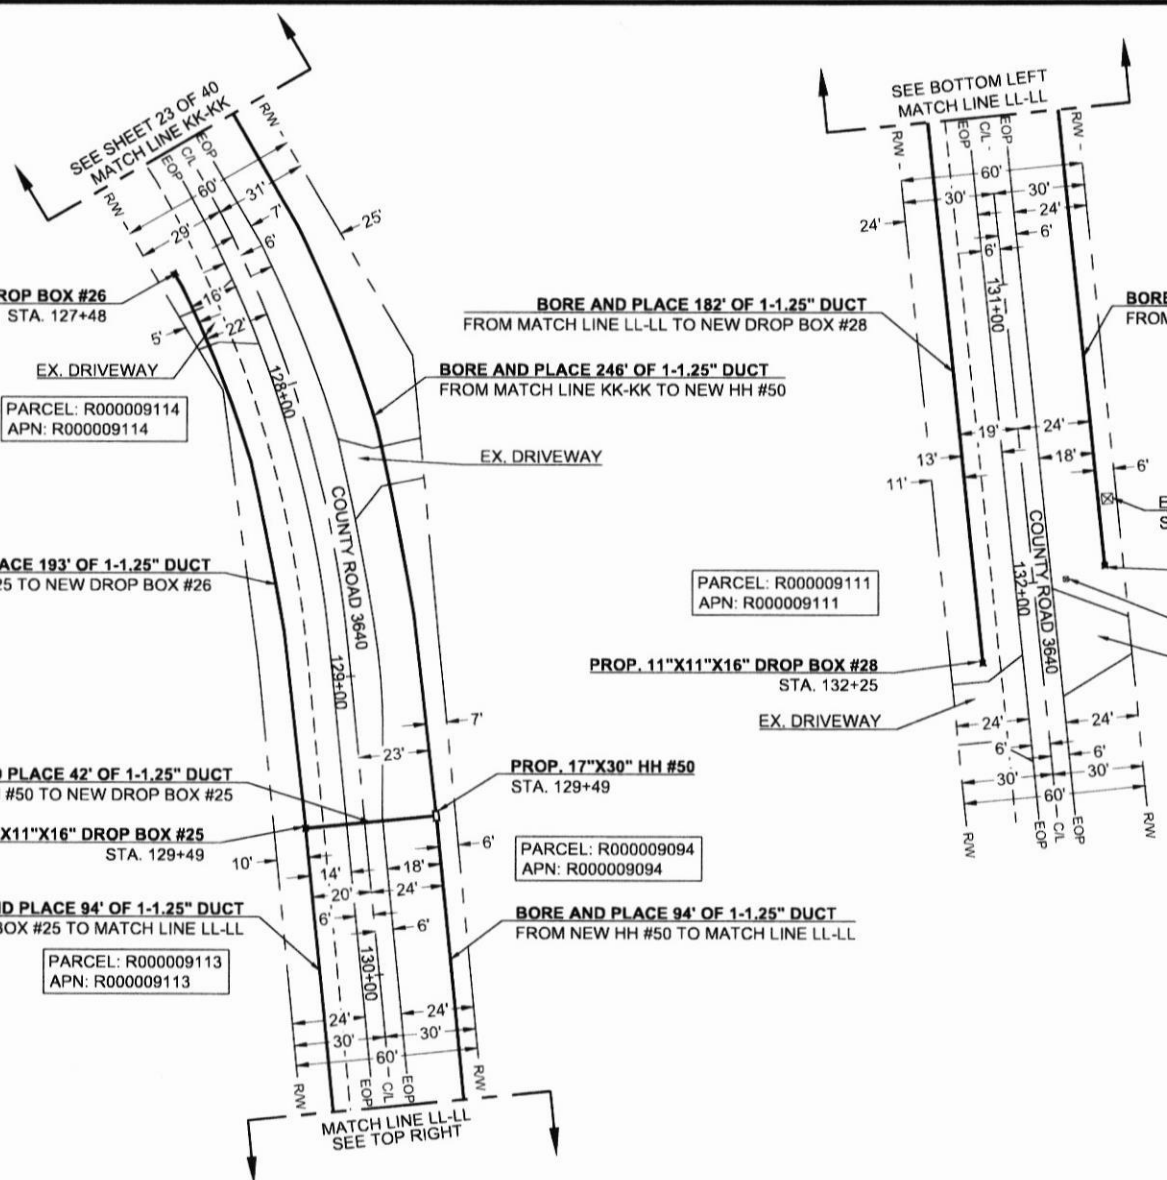 SEE SHEET 23 OF 40
MATCH LINE KK-KK
R/W
EOP
C/L
EOP
R/W
60'
29'
31'
7'
6'
25'
16'
22'
5'
ROP BOX #26
STA. 127+48
EX. DRIVEWAY
PARCEL: R000009114
APN: R000009114
128+00
BORE AND PLACE 246' OF 1-1.25" DUCT
FROM MATCH LINE KK-KK TO NEW HH #50
EX. DRIVEWAY
COUNTY ROAD 3640
ACE 193' OF 1-1.25" DUCT
25 TO NEW DROP BOX #26
129+00
7'
23'
PLACE 42' OF 1-1.25" DUCT
#50 TO NEW DROP BOX #25
PROP. 17"X30" HH #50
STA. 129+49
X11"X16" DROP BOX #25
STA. 129+49
10'
14'
18'
6'
20'
24'
6'
6'
PARCEL: R000009094
APN: R000009094
ND PLACE 94' OF 1-1.25" DUCT
BOX #25 TO MATCH LINE LL-LL
BORE AND PLACE 94' OF 1-1.25" DUCT
FROM NEW HH #50 TO MATCH LINE LL-LL
PARCEL: R000009113
APN: R000009113
130+00
24'
24'
30'
30'
60'
R/W
EOP
C/L
EOP
R/W
MATCH LINE LL-LL
SEE TOP RIGHT
SEE BOTTOM LEFT
MATCH LINE LL-LL
R/W
EOP
C/L
EOP
R/W
60'
30'
30'
24'
24'
6'
6'
131+00
BORE AND PLACE 182' OF 1-1.25" DUCT
FROM MATCH LINE LL-LL TO NEW DROP BOX #28
BORE
FROM
19'
24'
13'
18'
6'
11'
E
S
COUNTY ROAD 3640
132+00
PARCEL: R000009111
APN: R000009111
PROP. 11"X11"X16" DROP BOX #28
STA. 132+25
EX. DRIVEWAY
24'
24'
6'
6'
30'
30'
60'
R/W
EOP
C/L
EOP
R/W